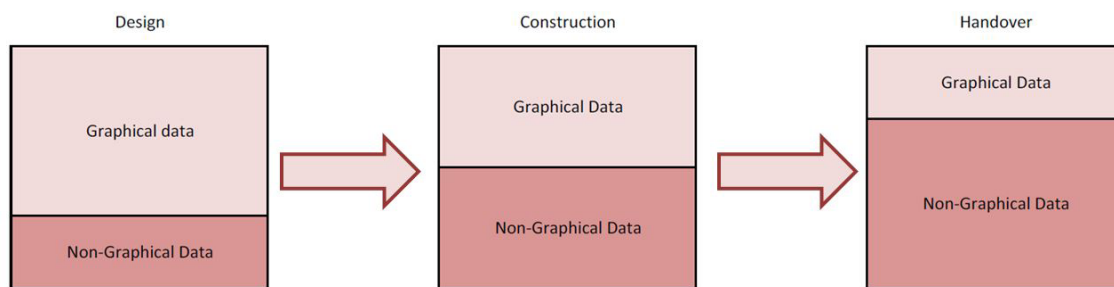 Design
Construction
Handover
Graphical data
Non-Graphical Data
Graphical Data
Non-Graphical Data
Graphical Data
Non-Graphical Data